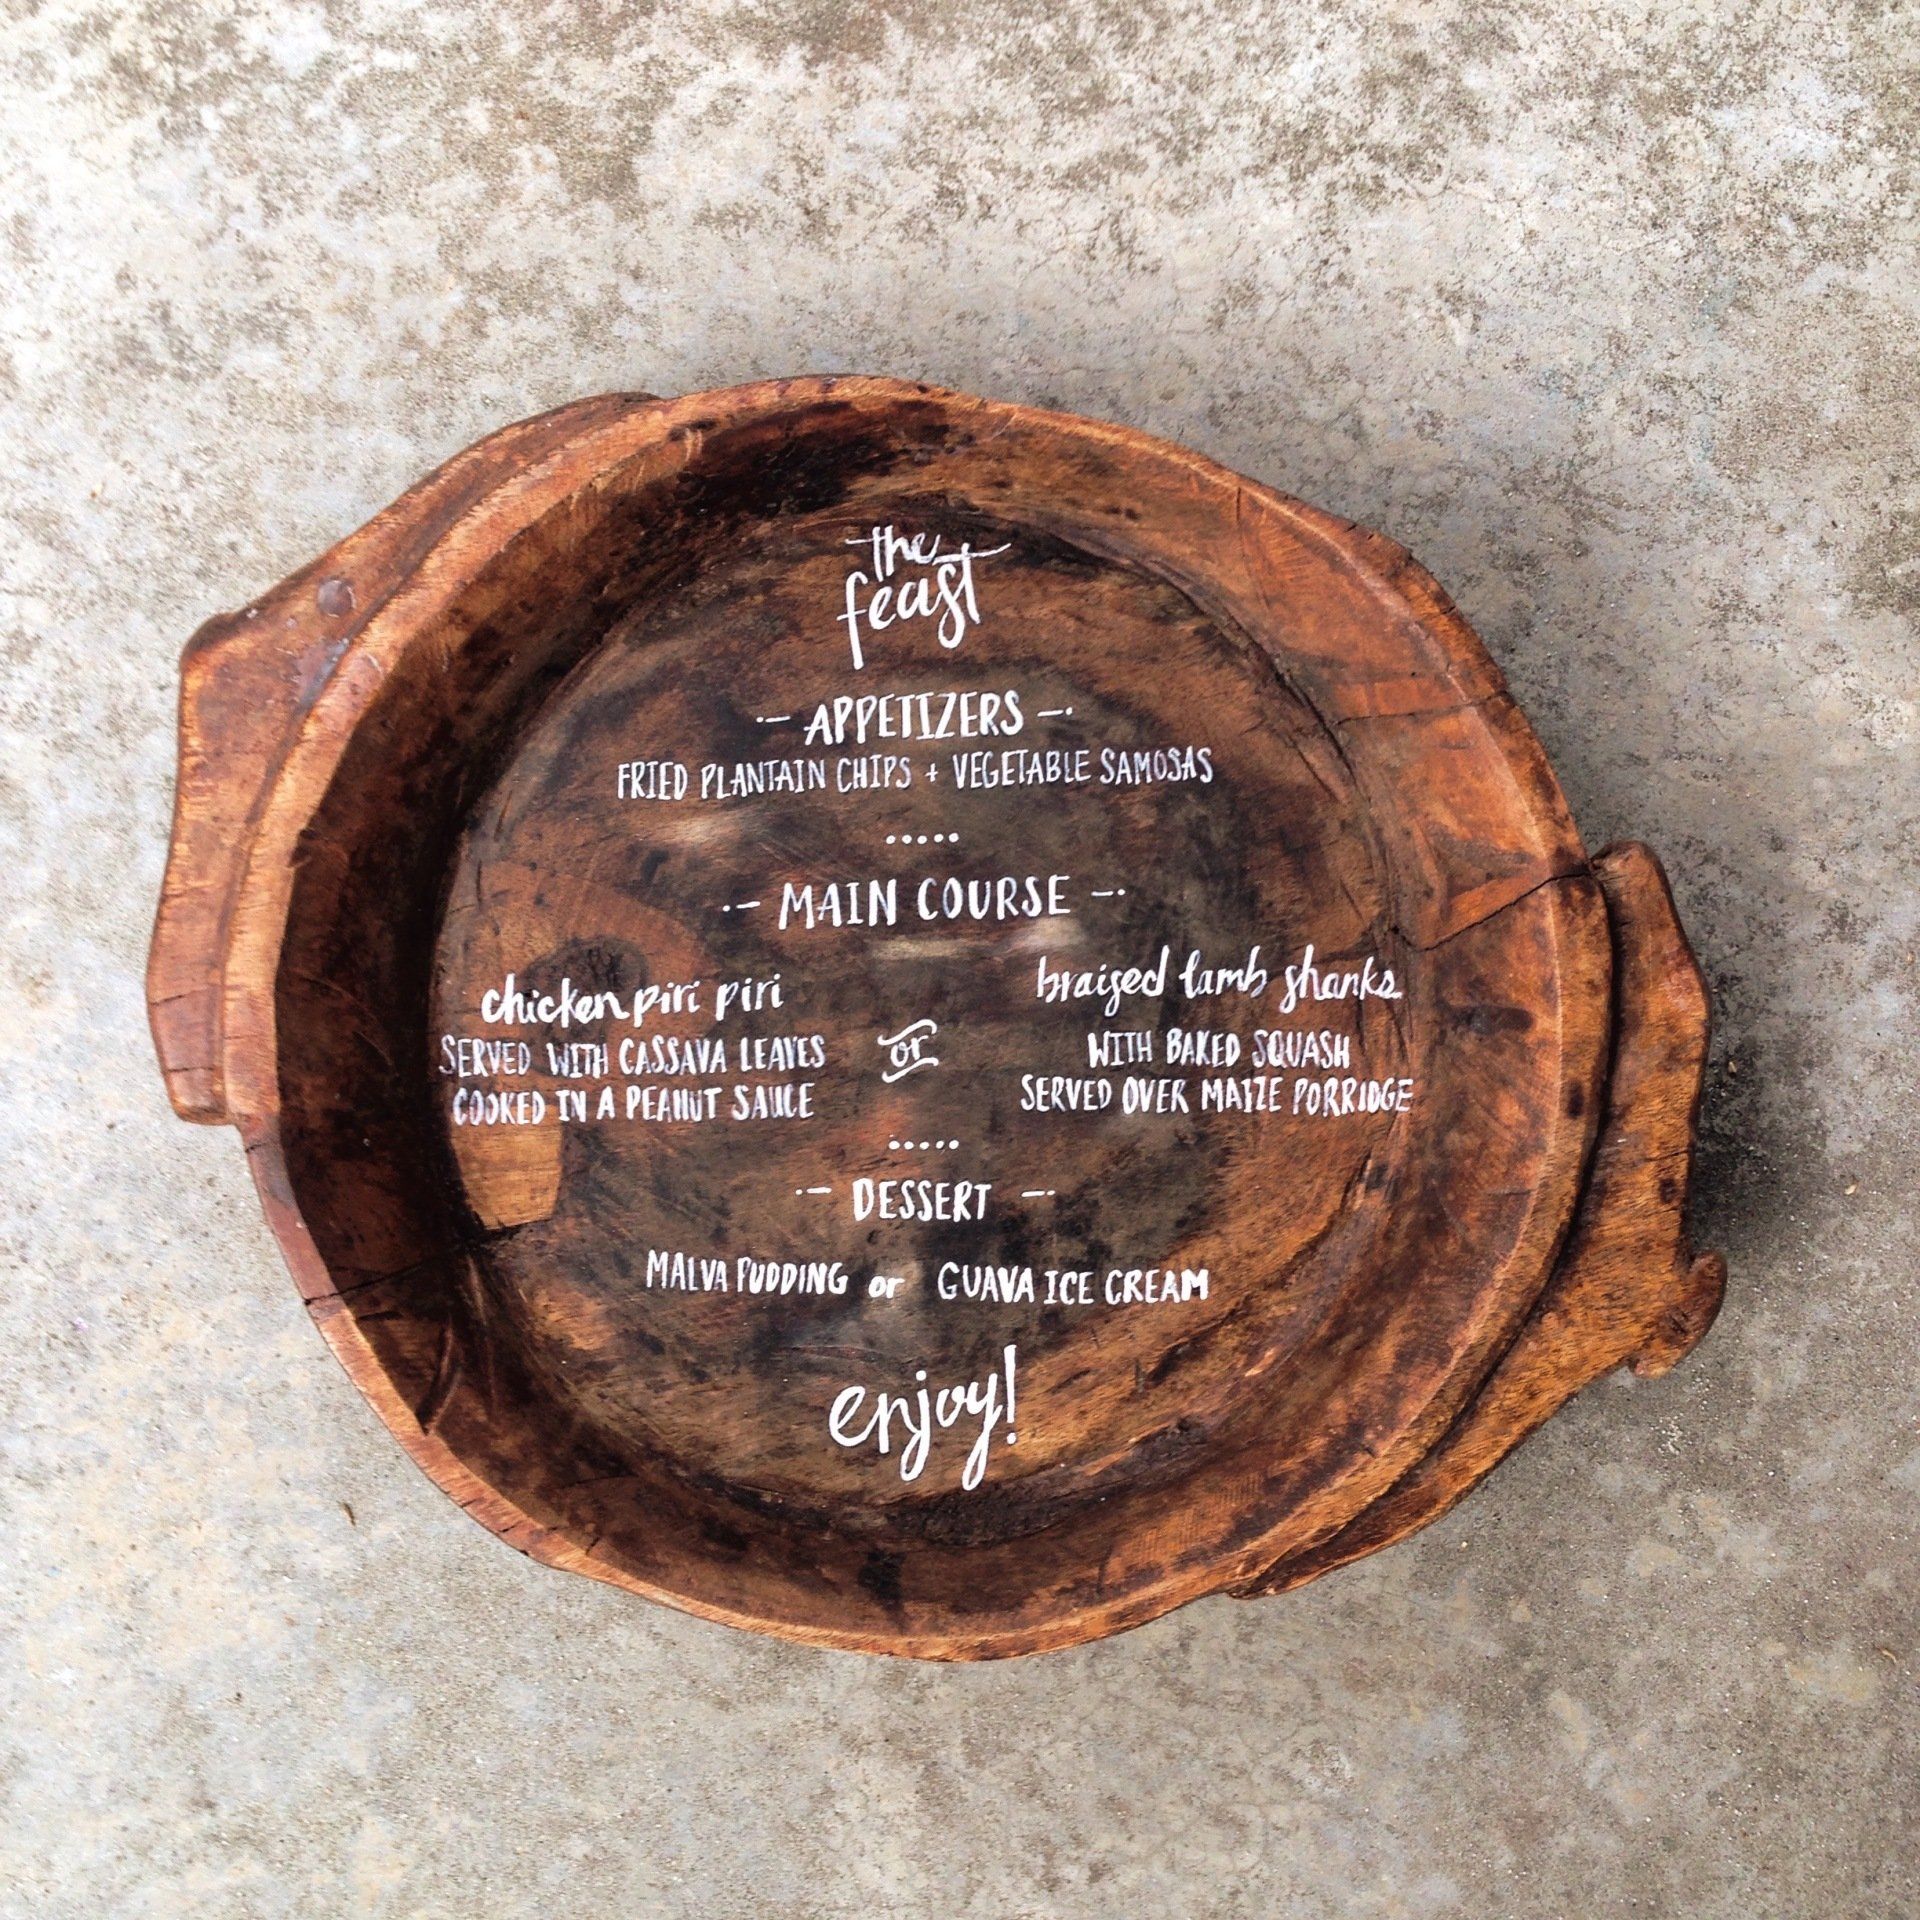 the
feast
·– APPETIZERS –·
FRIED PLANTAIN CHIPS + VEGETABLE SAMOSAS
.....
·– MAIN COURSE –·
chicken piri piri
SERVED WITH CASSAVA LEAVES
COOKED IN A PEANUT SAUCE
or
braised lamb shanks
WITH BAKED SQUASH
SERVED OVER MAIZE PORRIDGE
.....
·– DESSERT –·
MALVA PUDDING or GUAVA ICE CREAM
enjoy!